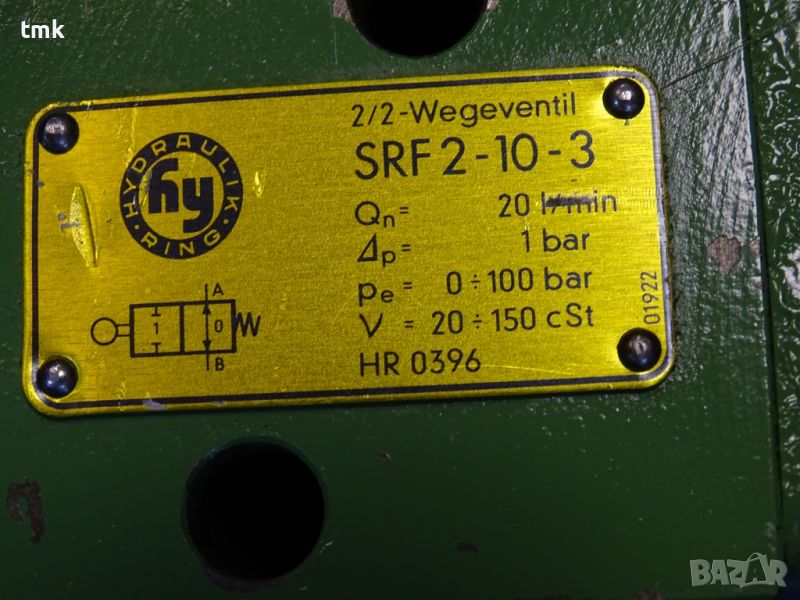 tmk
2/2-Wegeventil
SRF 2-10-3
HYDRAULIK RING
hy
Qn = 20 l/min
Δp = 1 bar
pe = 0÷100 bar
ν = 20÷150 cSt
HR 0396
01922
A
1 0
B
BAZAR